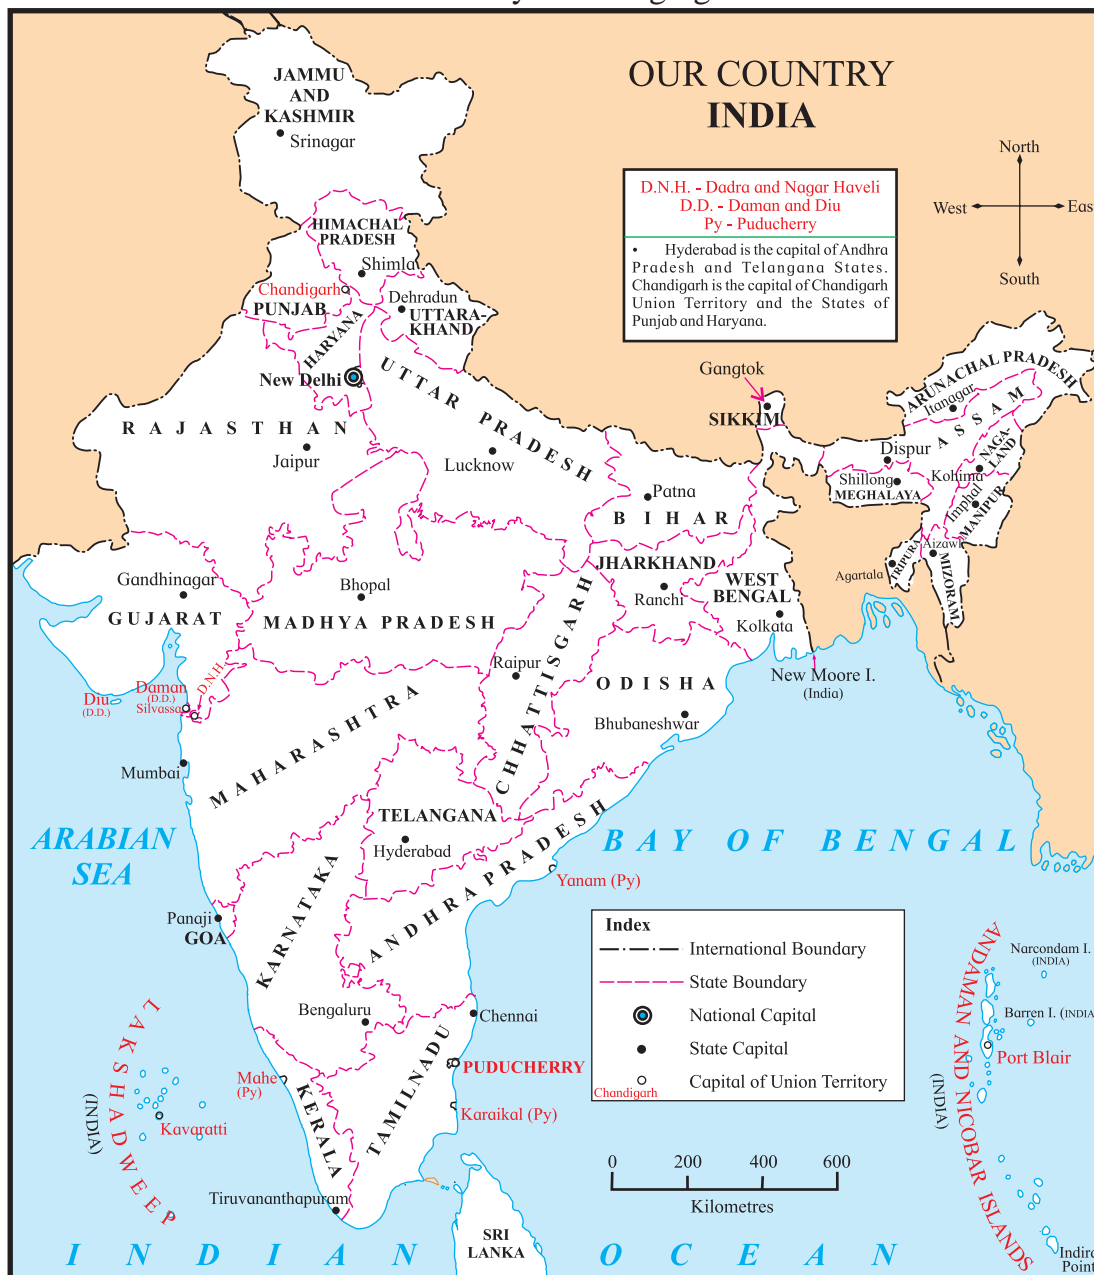 OUR COUNTRY
INDIA
JAMMU
AND
KASHMIR
Srinagar
North
West
East
South
D.N.H. - Dadra and Nagar Haveli
D.D. - Daman and Diu
Py - Puducherry
• Hyderabad is the capital of Andhra
Pradesh and Telangana States.
Chandigarh is the capital of Chandigarh
Union Territory and the States of
Punjab and Haryana.
HIMACHAL
PRADESH
Shimla
Chandigarh
PUNJAB
Dehradun
UTTARA-
KHAND
HARYANA
New Delhi
UTTAR PRADESH
Lucknow
RAJASTHAN
Jaipur
Gangtok
SIKKIM
ARUNACHAL PRADESH
Itanagar
ASSAM
Dispur
NAGA-
LAND
Kohima
Shillong
MEGHALAYA
Imphal
MANIPUR
Aizawl
MIZORAM
TRIPURA
Agartala
Patna
BIHAR
JHARKHAND
Ranchi
WEST
BENGAL
Kolkata
New Moore I.
(India)
Gandhinagar
GUJARAT
Bhopal
MADHYA PRADESH
CHHATTISGARH
Raipur
ODISHA
Bhubaneshwar
D.N.H.
Daman
(D.D.)
Silvassa
Diu
(D.D.)
MAHARASHTRA
Mumbai
TELANGANA
Hyderabad
ARABIAN
SEA
BAY OF BENGAL
ANDHRA PRADESH
Yanam (Py)
KARNATAKA
Panaji
GOA
Bengaluru
Chennai
Index
International Boundary
State Boundary
National Capital
State Capital
Chandigarh
Capital of Union Territory
Narcondam I.
(INDIA)
Barren I. (INDIA
Port Blair
ANDAMAN AND NICOBAR ISLANDS
(INDIA)
Indira
Point
LAKSHADWEEP
(INDIA)
Kavaratti
Mahe
(Py)
PUDUCHERRY
Karaikal (Py)
TAMILNADU
KERALA
Tiruvananthapuram
0 200 400 600
Kilometres
SRI
LANKA
INDIAN OCEAN